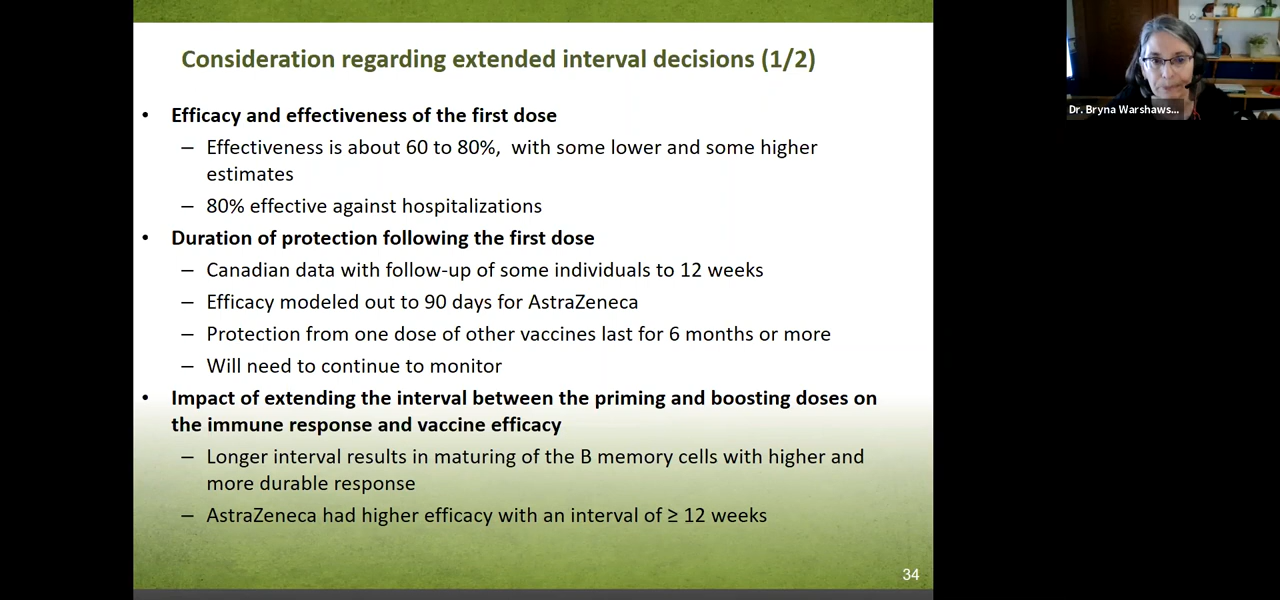 Consideration regarding extended interval decisions (1/2)
• Efficacy and effectiveness of the first dose
– Effectiveness is about 60 to 80%, with some lower and some higher
estimates
– 80% effective against hospitalizations
• Duration of protection following the first dose
– Canadian data with follow-up of some individuals to 12 weeks
– Efficacy modeled out to 90 days for AstraZeneca
– Protection from one dose of other vaccines last for 6 months or more
– Will need to continue to monitor
• Impact of extending the interval between the priming and boosting doses on
the immune response and vaccine efficacy
– Longer interval results in maturing of the B memory cells with higher and
more durable response
– AstraZeneca had higher efficacy with an interval of ≥ 12 weeks
34
Dr. Bryna Warshaws...